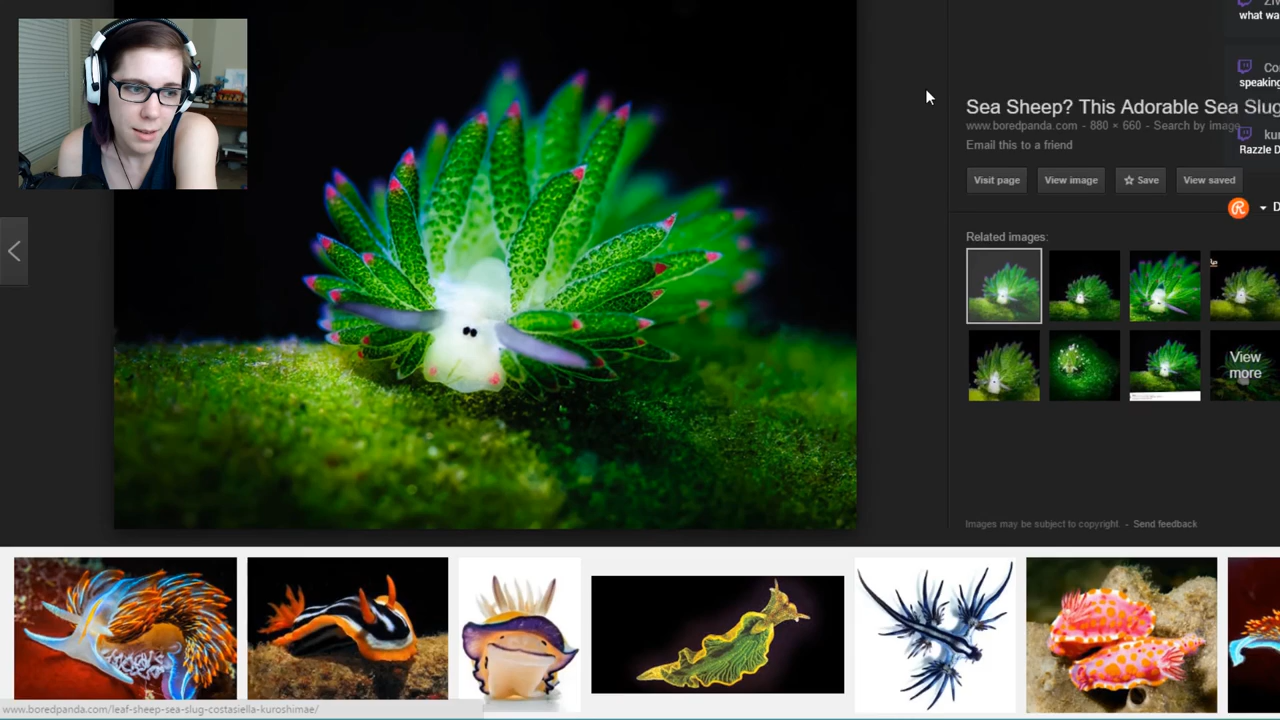 what wa
speaking
Sea Sheep? This Adorable Sea Slug
www.boredpanda.com - 880 × 660 - Search by image
Email this to a friend
Razzle D
Visit page
View image
Save
View saved
Related images:
View
more
Images may be subject to copyright. - Send feedback
www.boredpanda.com/leaf-sheep-sea-slug-costasiella-kuroshimae/